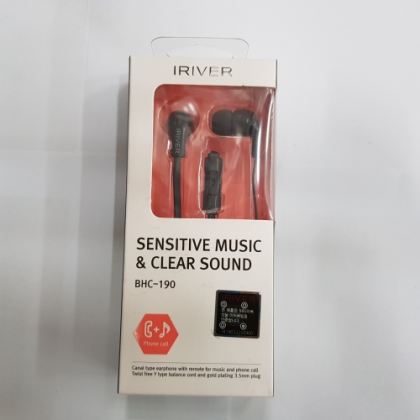 IRIVER
IRIVER
SENSITIVE MUSIC
& CLEAR SOUND
BHC-190
Phone call
Canal type earphone with remote for music and phone call
Twist free Y type balance cord and gold plating 3.5mm plug